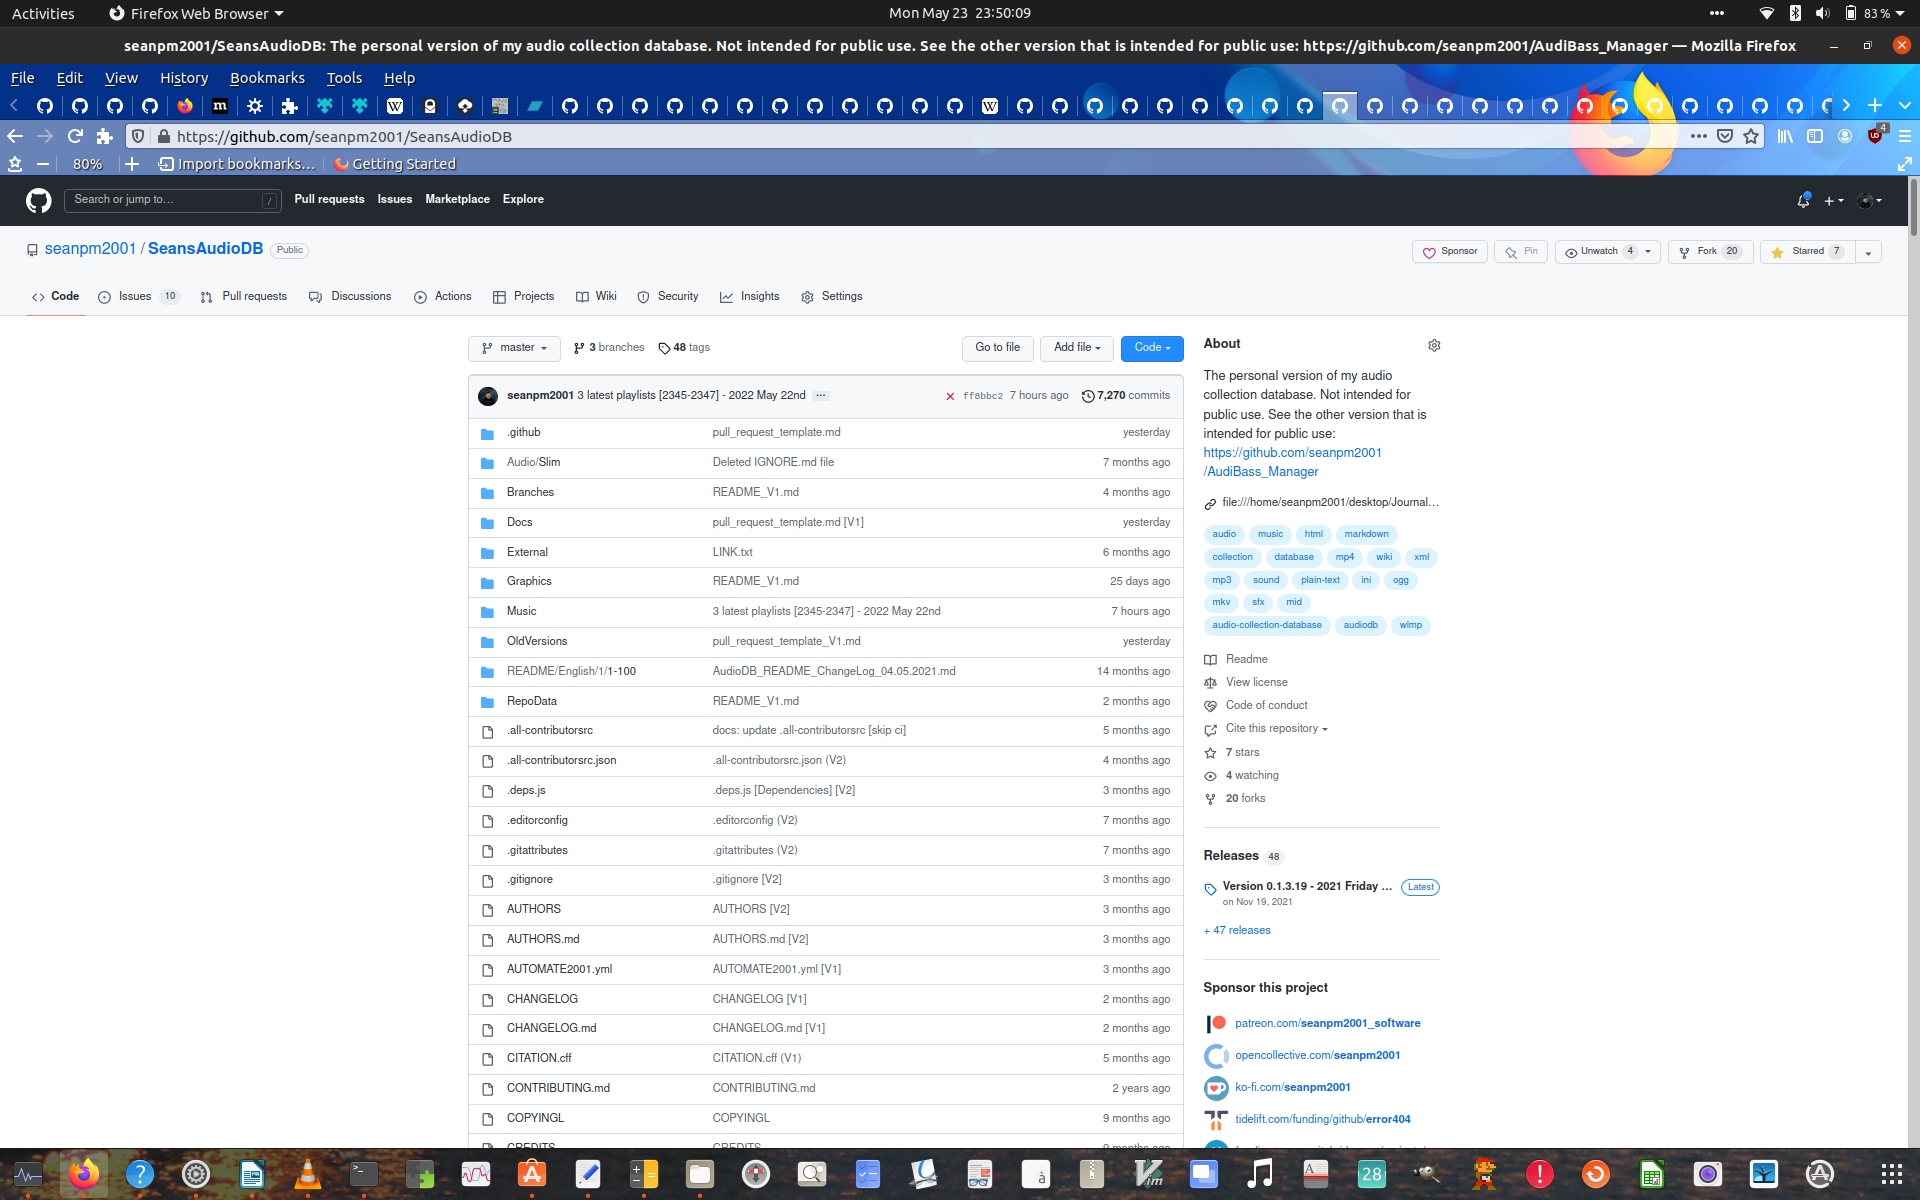 Activities Firefox Web Browser Mon May 23 23:50:09 83 %
seanpm2001/SeansAudioDB: The personal version of my audio collection database. Not intended for public use. See the other version that is intended for public use: https://github.com/seanpm2001/AudiBass_Manager — Mozilla Firefox
File Edit View History Bookmarks Tools Help
https://github.com/seanpm2001/SeansAudioDB 4
80% Import bookmarks… Getting Started
Search or jump to… / Pull requests Issues Marketplace Explore
seanpm2001 / SeansAudioDB Public Sponsor Pin Unwatch 4 Fork 20 Starred 7
Code Issues 10 Pull requests Discussions Actions Projects Wiki Security Insights Settings
master 3 branches 48 tags Go to file Add file Code
seanpm2001 3 latest playlists [2345-2347] - 2022 May 22nd ff8bbc2 7 hours ago 7,270 commits
.github pull_request_template.md yesterday
Audio/Slim Deleted IGNORE.md file 7 months ago
Branches README_V1.md 4 months ago
Docs pull_request_template.md [V1] yesterday
External LINK.txt 6 months ago
Graphics README_V1.md 25 days ago
Music 3 latest playlists [2345-2347] - 2022 May 22nd 7 hours ago
OldVersions pull_request_template_V1.md yesterday
README/English/1/1-100 AudioDB_README_ChangeLog_04.05.2021.md 14 months ago
RepoData README_V1.md 2 months ago
.all-contributorsrc docs: update .all-contributorsrc [skip ci] 5 months ago
.all-contributorsrc.json .all-contributorsrc.json (V2) 4 months ago
.deps.js .deps.js [Dependencies] [V2] 3 months ago
.editorconfig .editorconfig (V2) 7 months ago
.gitattributes .gitattributes (V2) 7 months ago
.gitignore .gitignore [V2] 3 months ago
AUTHORS AUTHORS [V2] 3 months ago
AUTHORS.md AUTHORS.md [V2] 3 months ago
AUTOMATE2001.yml AUTOMATE2001.yml [V1] 3 months ago
CHANGELOG CHANGELOG [V1] 2 months ago
CHANGELOG.md CHANGELOG.md [V1] 2 months ago
CITATION.cff CITATION.cff (V1) 5 months ago
CONTRIBUTING.md CONTRIBUTING.md 2 years ago
COPYINGL COPYINGL 9 months ago
CREDITS CREDITS 9 months ago
About
The personal version of my audio
collection database. Not intended for
public use. See the other version that is
intended for public use:
https://github.com/seanpm2001
/AudiBass_Manager
file:///home/seanpm2001/desktop/Journal…
audio music html markdown
collection database mp4 wiki xml
mp3 sound plain-text ini ogg
mkv sfx mid
audio-collection-database audiodb wlmp
Readme
View license
Code of conduct
Cite this repository
7 stars
4 watching
20 forks
Releases 48
Version 0.1.3.19 - 2021 Friday ... Latest
on Nov 19, 2021
+ 47 releases
Sponsor this project
patreon.com/seanpm2001_software
opencollective.com/seanpm2001
ko-fi.com/seanpm2001
tidelift.com/funding/github/error404
28